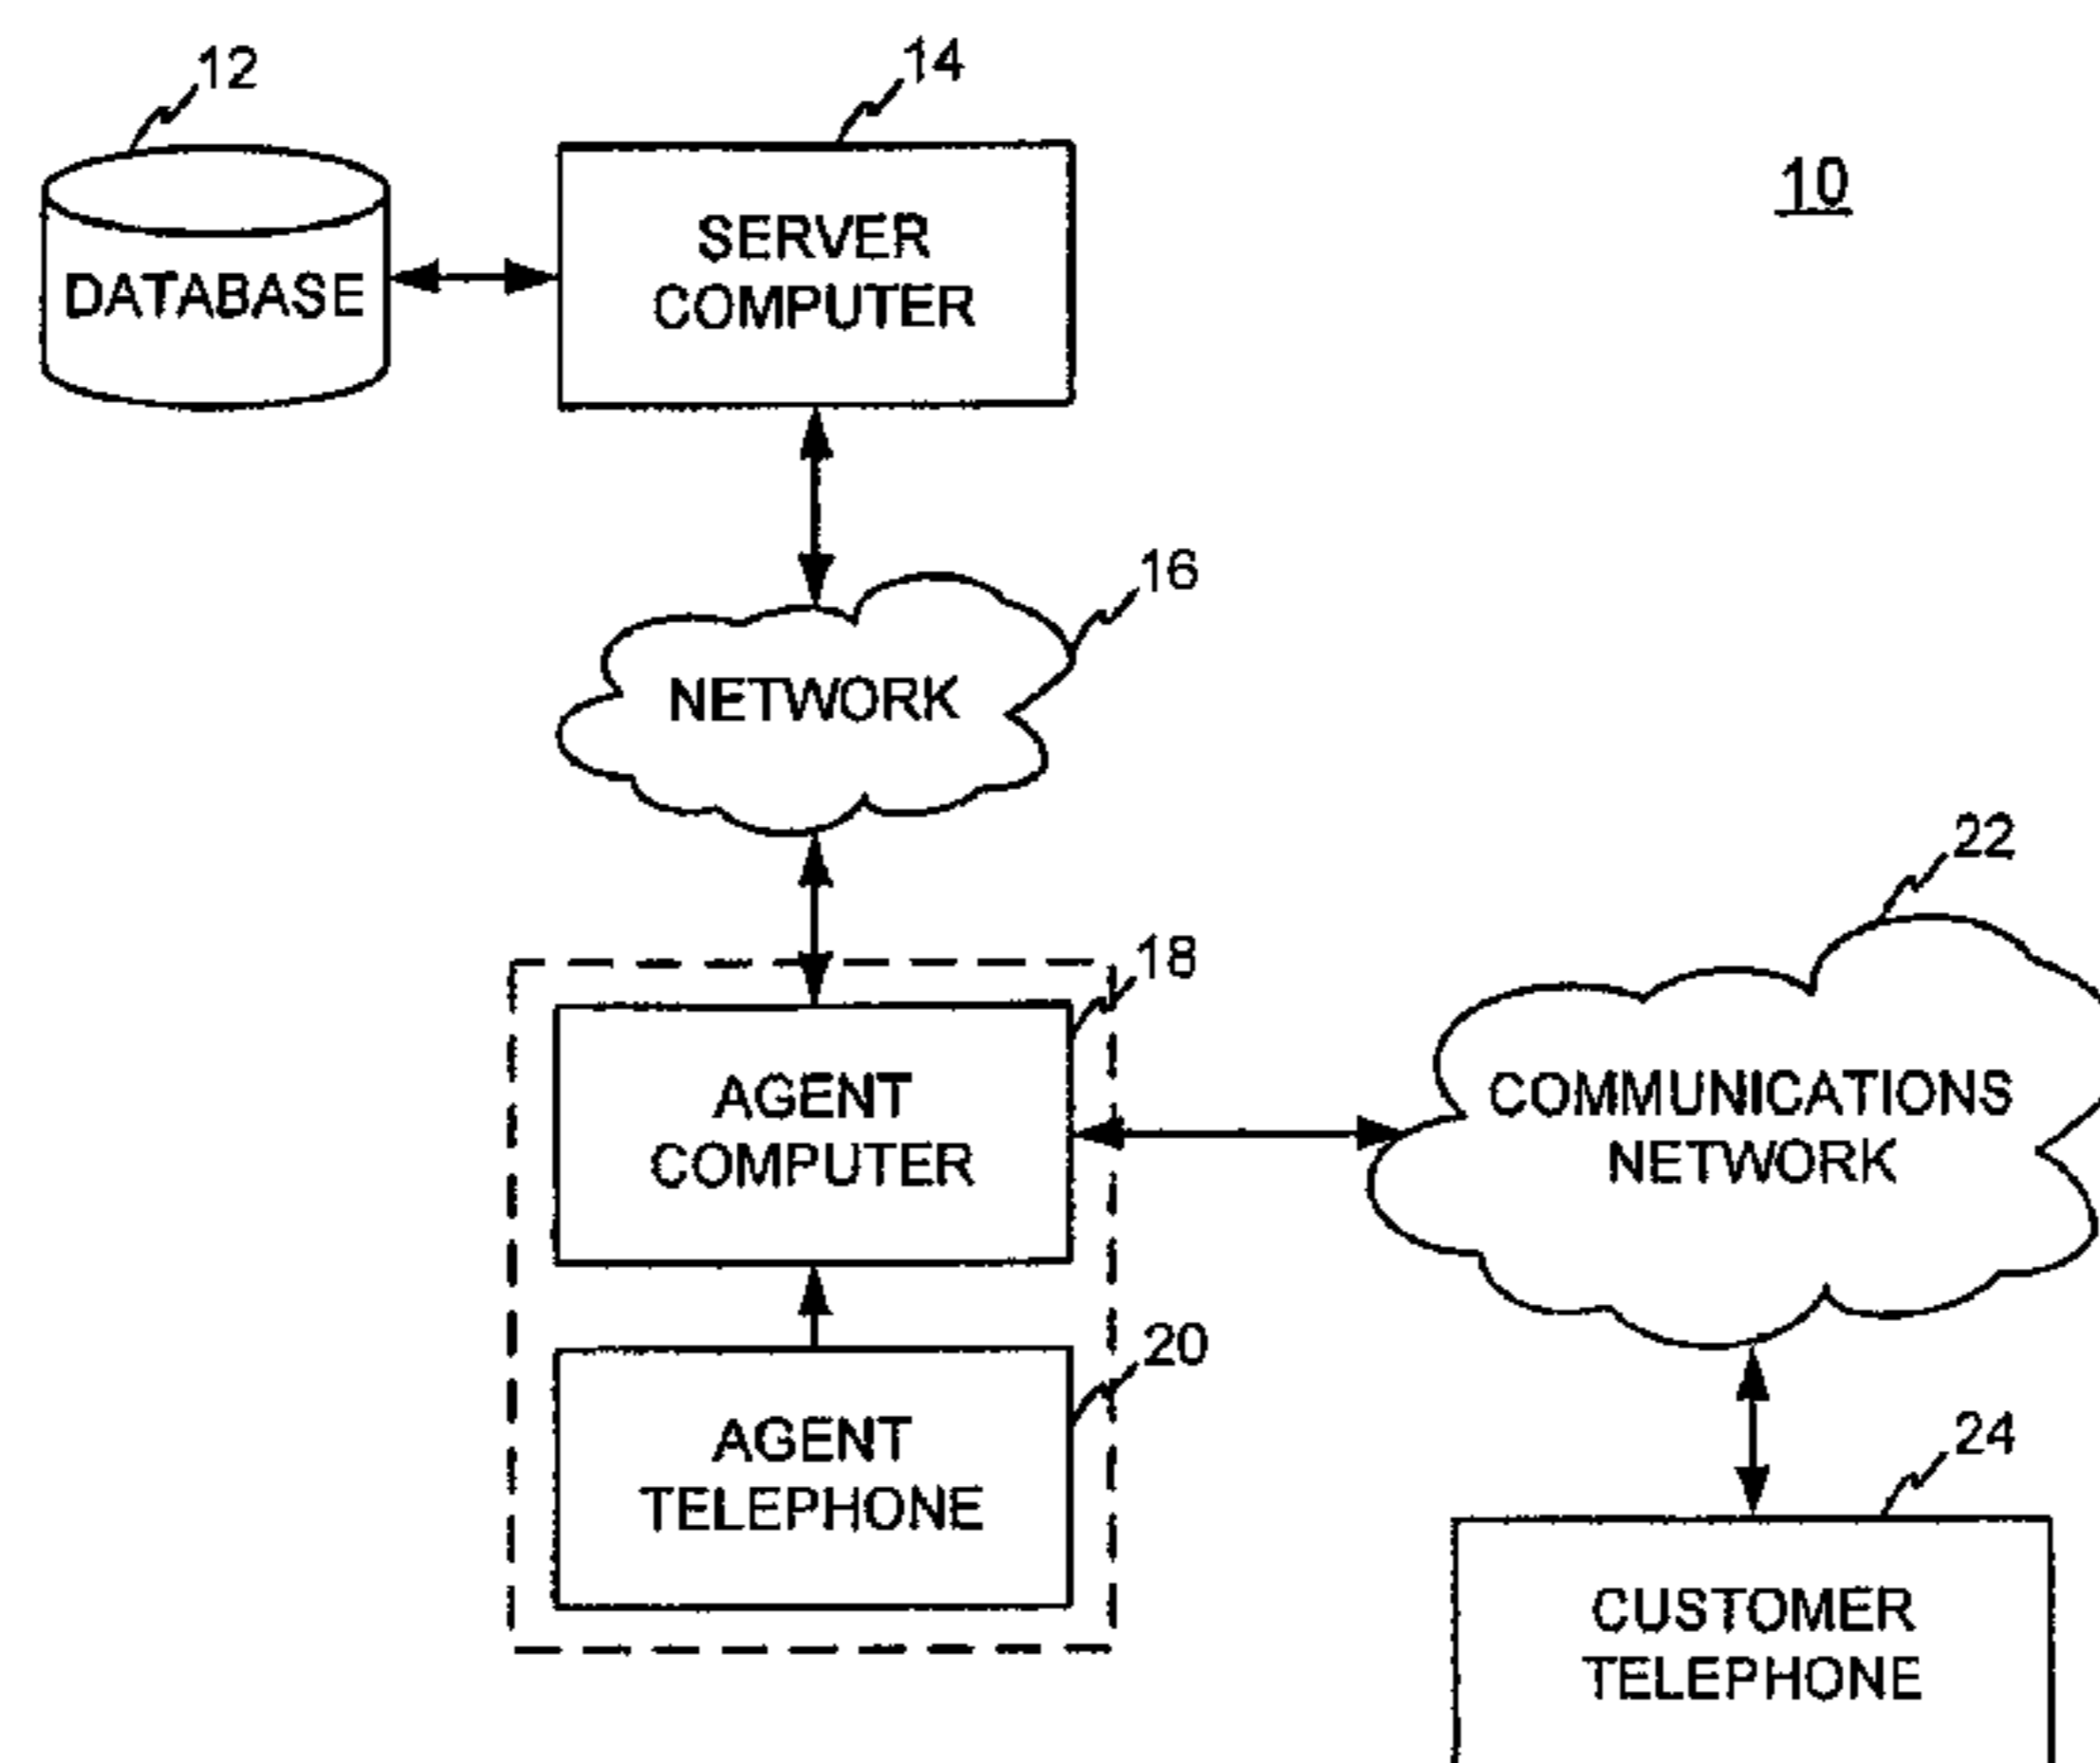 12
14
10
DATABASE
SERVER
COMPUTER
16
NETWORK
22
18
AGENT
COMPUTER
COMMUNICATIONS
NETWORK
20
AGENT
TELEPHONE
24
CUSTOMER
TELEPHONE